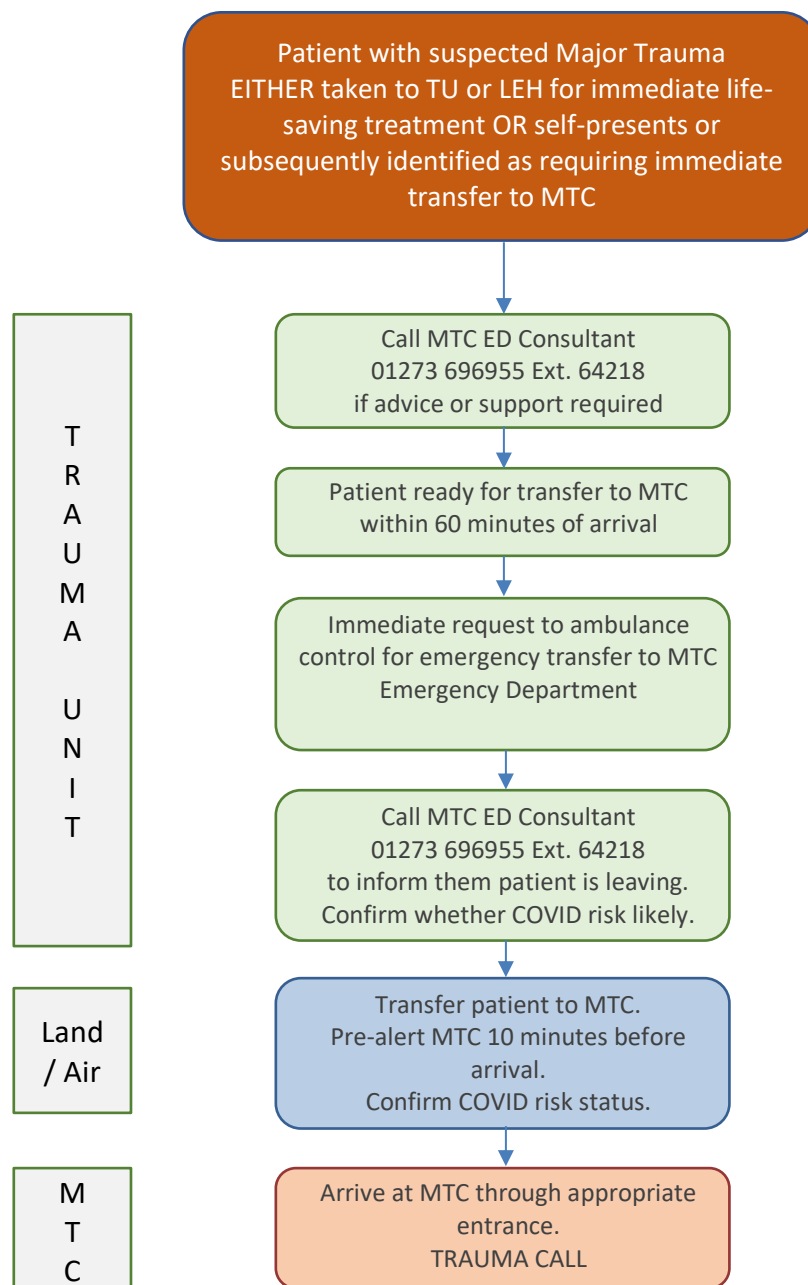 Patient with suspected Major Trauma
EITHER taken to TU or LEH for immediate life-
saving treatment OR self-presents or
subsequently identified as requiring immediate
transfer to MTC
TRAUMA UNIT
Call MTC ED Consultant
01273 696955 Ext. 64218
if advice or support required
Patient ready for transfer to MTC
within 60 minutes of arrival
Immediate request to ambulance
control for emergency transfer to MTC
Emergency Department
Call MTC ED Consultant
01273 696955 Ext. 64218
to inform them patient is leaving.
Confirm whether COVID risk likely.
Land
/ Air
Transfer patient to MTC.
Pre-alert MTC 10 minutes before
arrival.
Confirm COVID risk status.
MTC
Arrive at MTC through appropriate
entrance.
TRAUMA CALL